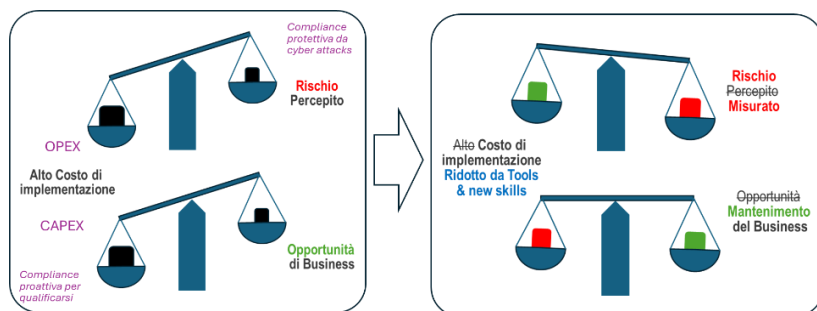 Compliance
protettiva da
cyber attacks
Rischio
Percepito
OPEX
Alto Costo di
implementazione
CAPEX
Opportunità
di Business
Compliance
proattiva per
qualificarsi
Rischio
Percepito
Misurato
Alto Costo di
implementazione
Ridotto da Tools
& new skills
Opportunità
Mantenimento
del Business